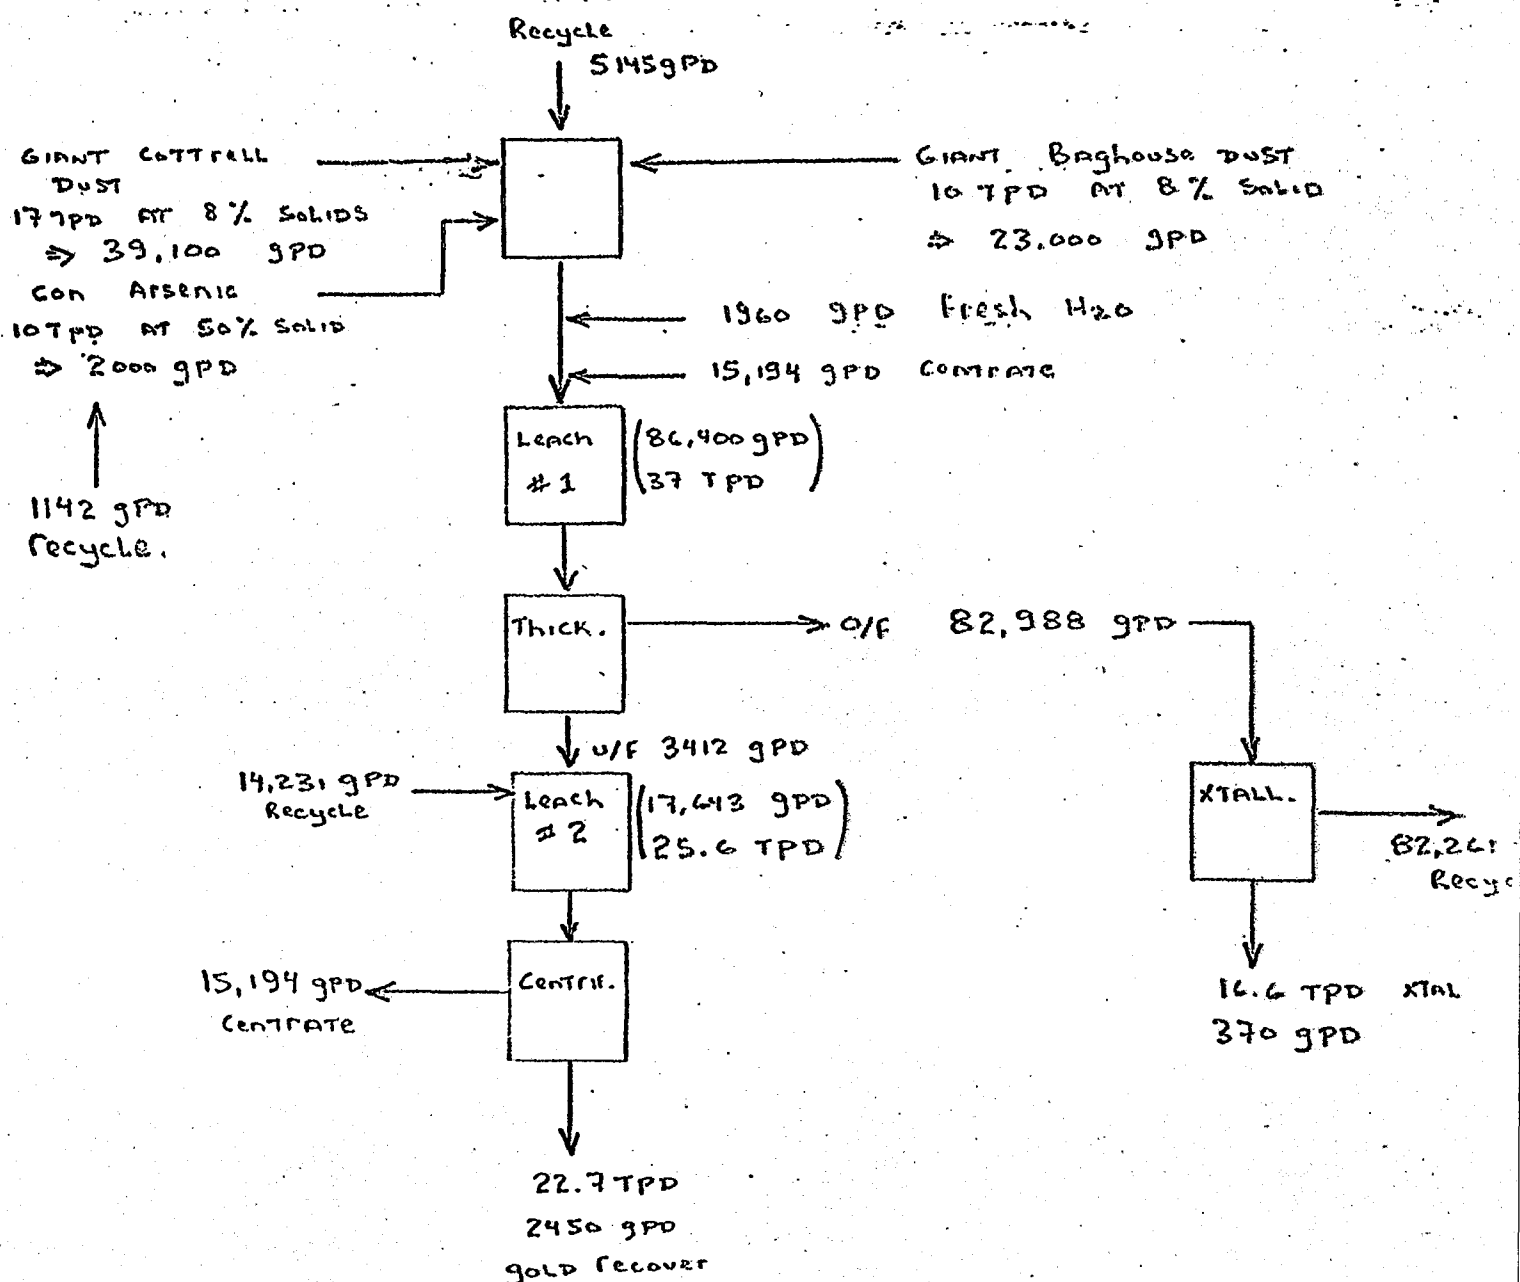 Recycle
5145 gPD
GIANT COTTrELL
DUST
17 TPD AT 8% SOLIDS
⇒ 39,100 gPD
Con Arsenic
10 TPD AT 50% SOLID
⇒ 2000 gPD
1142 gPD
recycle.
GIANT Baghouse DUST
10 TPD AT 8% SOLID
⇒ 23,000 gPD
1960 gPD Fresh H2O
15,194 gPD CENTRATE
Leach
#1
(86,400 gPD)
(37 TPD)
Thick.
O/F 82,988 gPD
U/F 3412 gPD
14,231 gPD
Recycle
Leach
#2
(17,643 gPD)
(25.6 TPD)
XTALL.
82,261
Recyc
Centrif.
15,194 gPD
CenTrATE
16.6 TPD XTAL
370 gPD
22.7 TPD
2450 gPD
gOLD recover